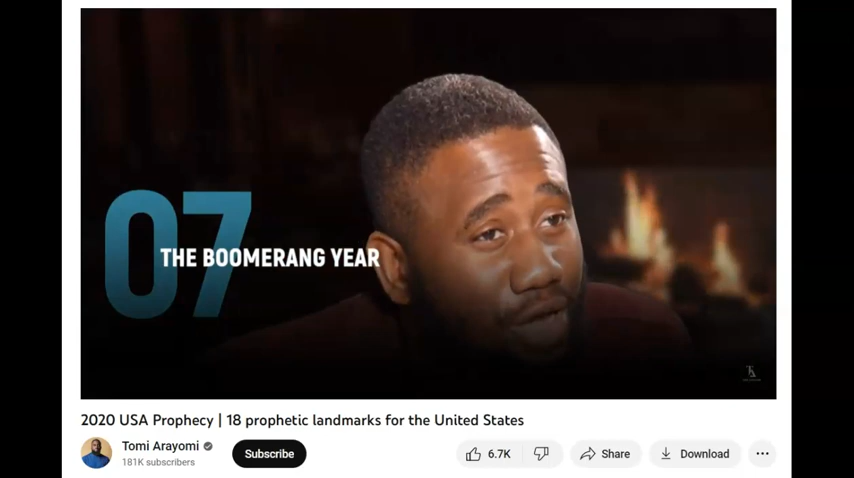 07
THE BOOMERANG YEAR
2020 USA Prophecy | 18 prophetic landmarks for the United States
Tomi Arayomi
181K subscribers
Subscribe
6.7K
Share
Download